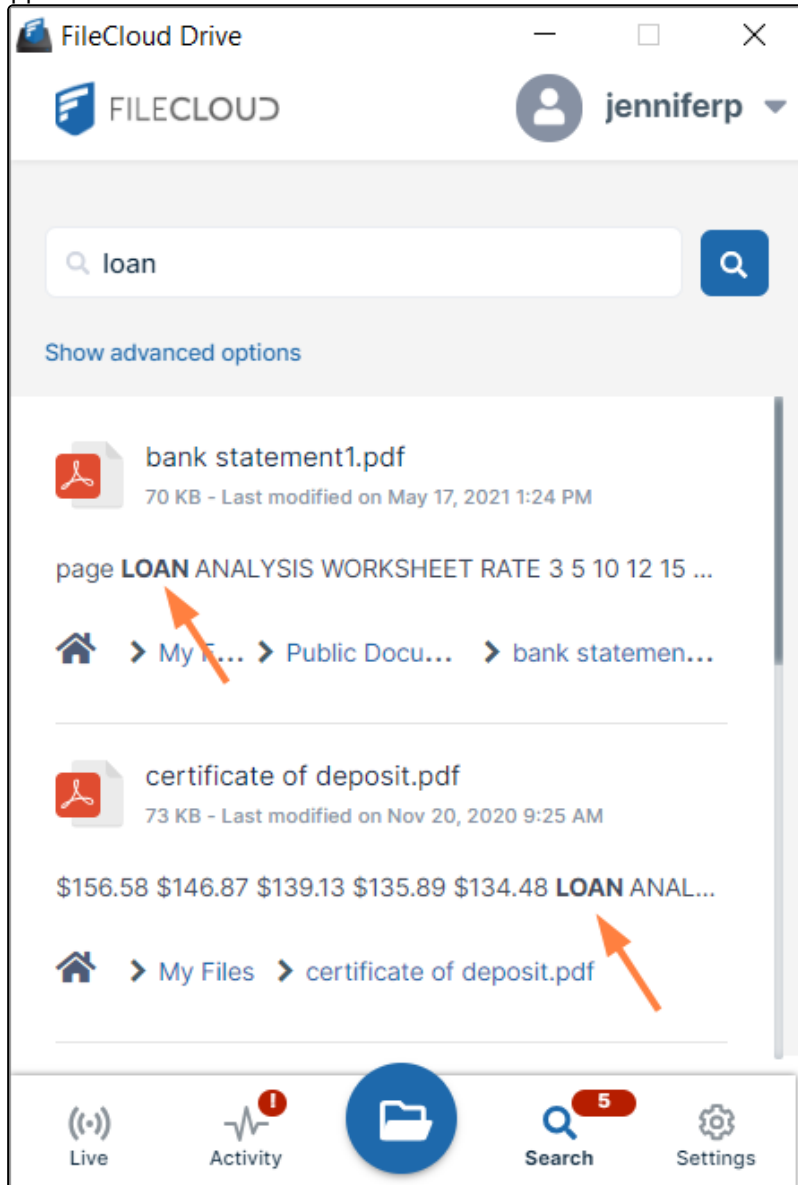 FileCloud Drive
FILECLOUD
jenniferp
loan
Show advanced options
bank statement1.pdf
70 KB - Last modified on May 17, 2021 1:24 PM
page LOAN ANALYSIS WORKSHEET RATE 3 5 10 12 15 ...
My F... > Public Docu... > bank statemen...
certificate of deposit.pdf
73 KB - Last modified on Nov 20, 2020 9:25 AM
$156.58 $146.87 $139.13 $135.89 $134.48 LOAN ANAL...
My Files > certificate of deposit.pdf
! 5
Live Activity Search Settings